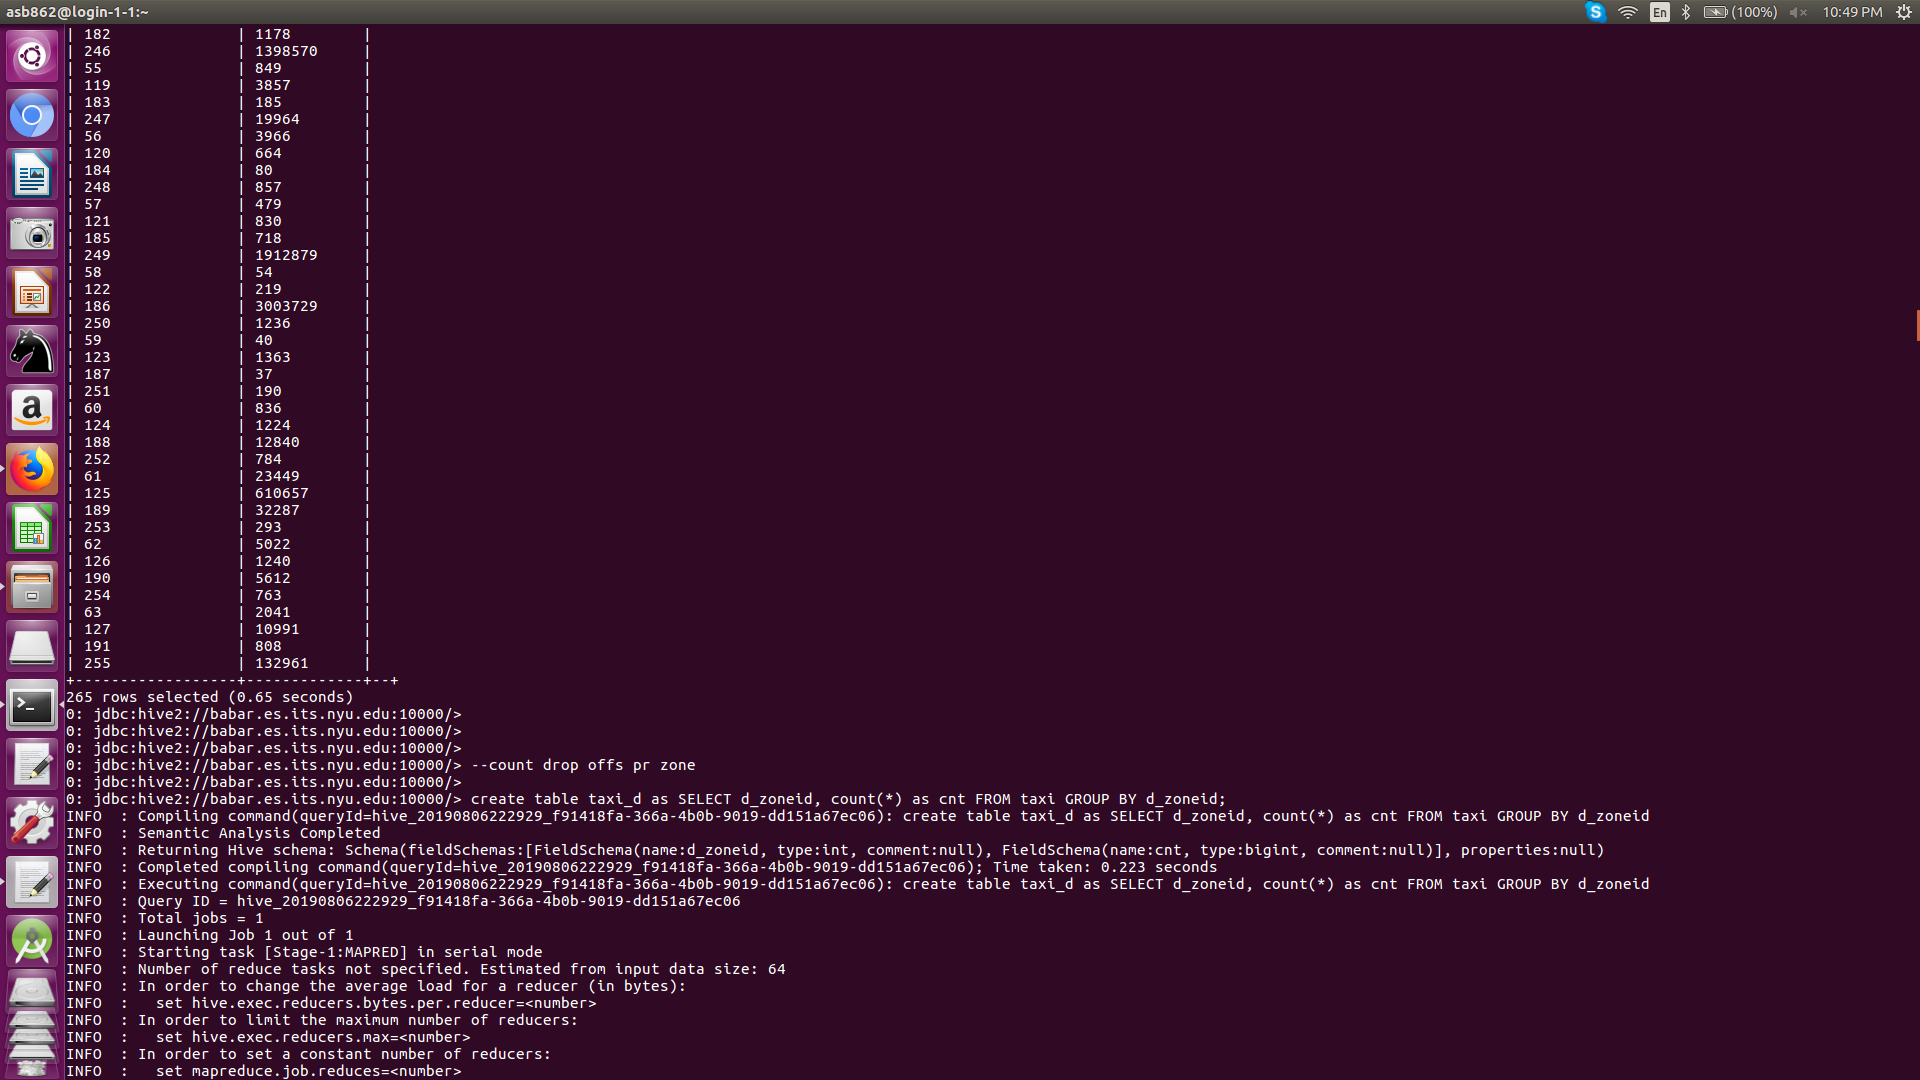 asb862@login-1-1:~ En (100%) 10:49 PM
| 182 | 1178 |
| 246 | 1398570 |
| 55 | 849 |
| 119 | 3857 |
| 183 | 185 |
| 247 | 19964 |
| 56 | 3966 |
| 120 | 664 |
| 184 | 80 |
| 248 | 857 |
| 57 | 479 |
| 121 | 830 |
| 185 | 718 |
| 249 | 1912879 |
| 58 | 54 |
| 122 | 219 |
| 186 | 3003729 |
| 250 | 1236 |
| 59 | 40 |
| 123 | 1363 |
| 187 | 37 |
| 251 | 190 |
| 60 | 836 |
| 124 | 1224 |
| 188 | 12840 |
| 252 | 784 |
| 61 | 23449 |
| 125 | 610657 |
| 189 | 32287 |
| 253 | 293 |
| 62 | 5022 |
| 126 | 1240 |
| 190 | 5612 |
| 254 | 763 |
| 63 | 2041 |
| 127 | 10991 |
| 191 | 808 |
| 255 | 132961 |
+------------------+-------------+--+
265 rows selected (0.65 seconds)
0: jdbc:hive2://babar.es.its.nyu.edu:10000/>
0: jdbc:hive2://babar.es.its.nyu.edu:10000/>
0: jdbc:hive2://babar.es.its.nyu.edu:10000/>
0: jdbc:hive2://babar.es.its.nyu.edu:10000/> --count drop offs pr zone
0: jdbc:hive2://babar.es.its.nyu.edu:10000/>
0: jdbc:hive2://babar.es.its.nyu.edu:10000/> create table taxi_d as SELECT d_zoneid, count(*) as cnt FROM taxi GROUP BY d_zoneid;
INFO  : Compiling command(queryId=hive_20190806222929_f91418fa-366a-4b0b-9019-dd151a67ec06): create table taxi_d as SELECT d_zoneid, count(*) as cnt FROM taxi GROUP BY d_zoneid
INFO  : Semantic Analysis Completed
INFO  : Returning Hive schema: Schema(fieldSchemas:[FieldSchema(name:d_zoneid, type:int, comment:null), FieldSchema(name:cnt, type:bigint, comment:null)], properties:null)
INFO  : Completed compiling command(queryId=hive_20190806222929_f91418fa-366a-4b0b-9019-dd151a67ec06); Time taken: 0.223 seconds
INFO  : Executing command(queryId=hive_20190806222929_f91418fa-366a-4b0b-9019-dd151a67ec06): create table taxi_d as SELECT d_zoneid, count(*) as cnt FROM taxi GROUP BY d_zoneid
INFO  : Query ID = hive_20190806222929_f91418fa-366a-4b0b-9019-dd151a67ec06
INFO  : Total jobs = 1
INFO  : Launching Job 1 out of 1
INFO  : Starting task [Stage-1:MAPRED] in serial mode
INFO  : Number of reduce tasks not specified. Estimated from input data size: 64
INFO  : In order to change the average load for a reducer (in bytes):
INFO  :   set hive.exec.reducers.bytes.per.reducer=<number>
INFO  : In order to limit the maximum number of reducers:
INFO  :   set hive.exec.reducers.max=<number>
INFO  : In order to set a constant number of reducers:
INFO  :   set mapreduce.job.reduces=<number>